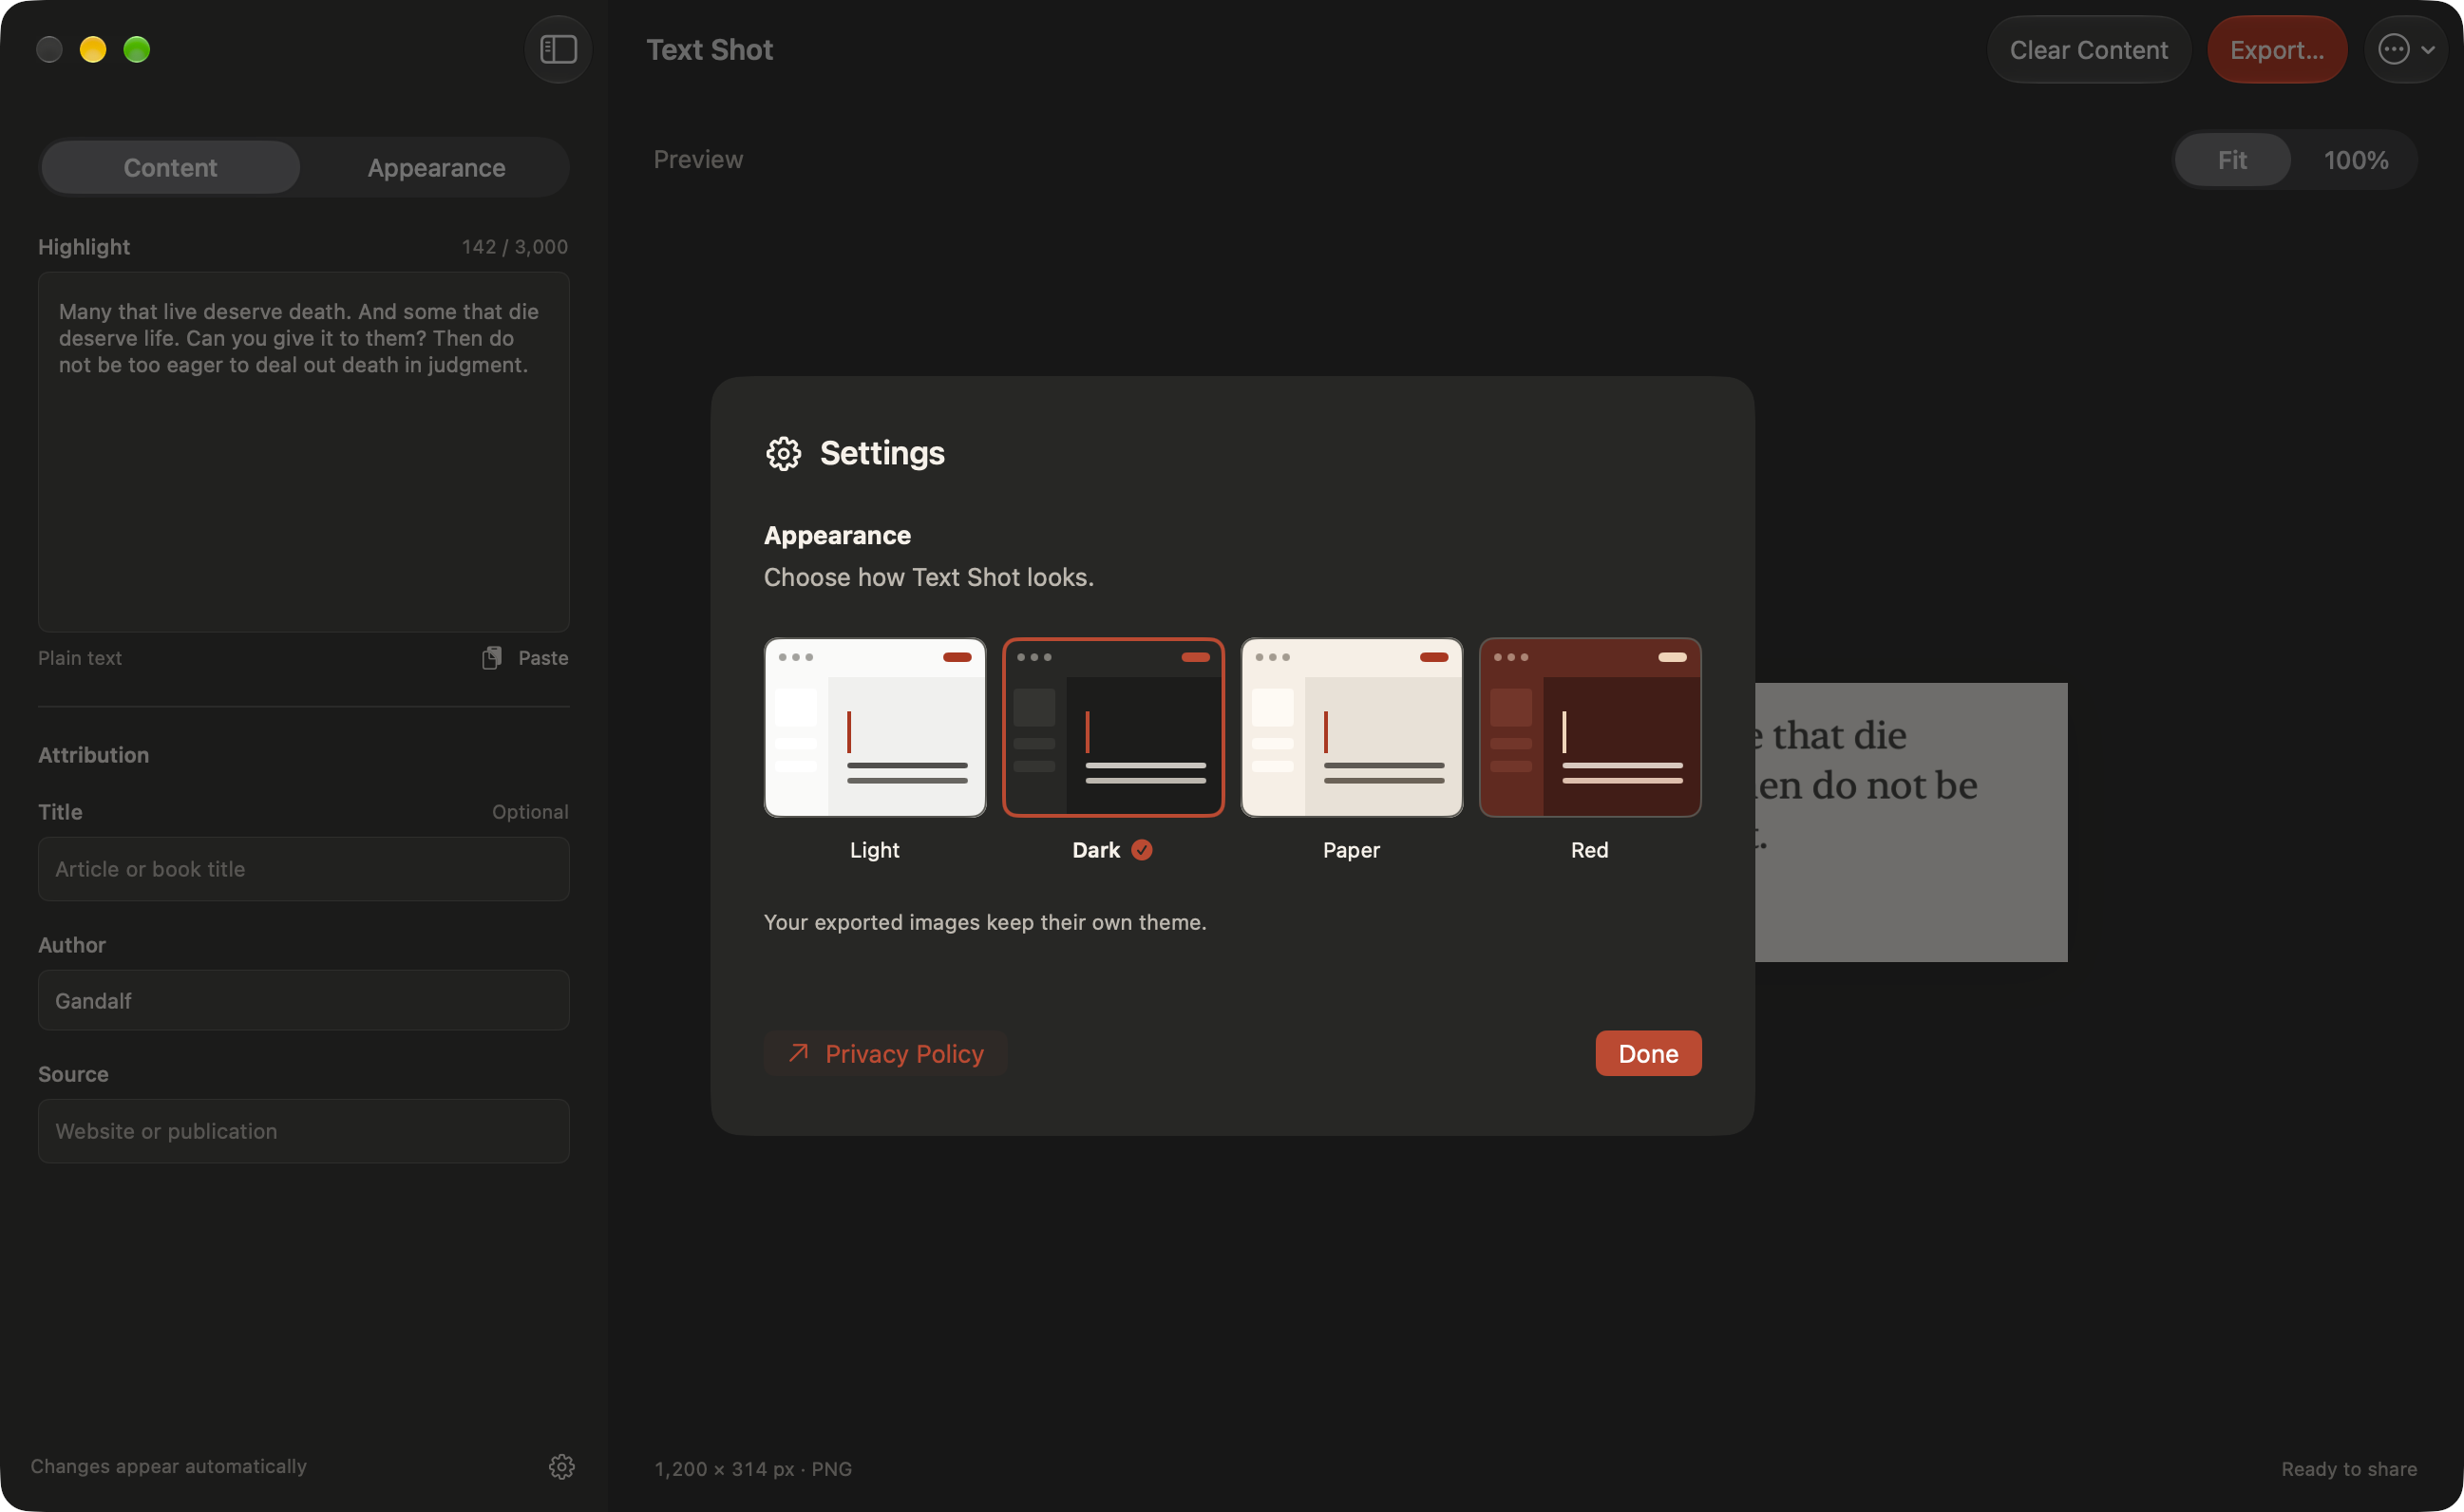 Text Shot
Clear Content
Export...
Content
Appearance
Preview
Fit
100%
Highlight
142 / 3,000
Many that live deserve death. And some that die
deserve life. Can you give it to them? Then do
not be too eager to deal out death in judgment.
Plain text
Paste
Attribution
Title
Optional
Article or book title
Author
Gandalf
Source
Website or publication
Changes appear automatically
Settings
Appearance
Choose how Text Shot looks.
Light
Dark
Paper
Red
Your exported images keep their own theme.
Privacy Policy
Done
that die
do not be
1,200 × 314 px · PNG
Ready to share